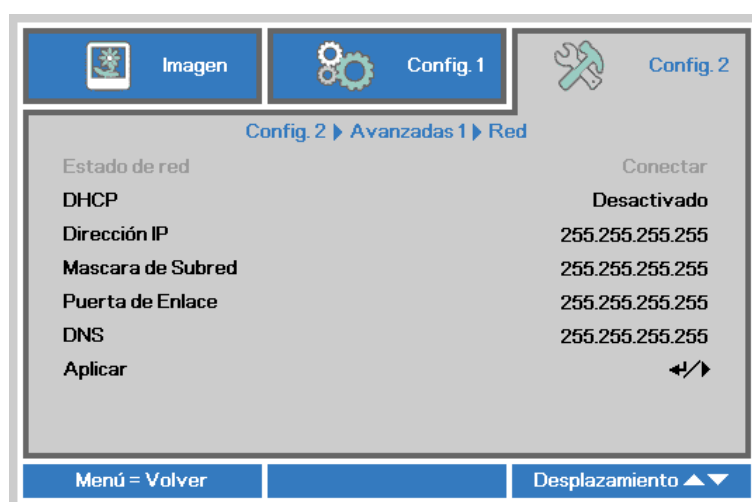 Imagen Config. 1 Config. 2
Config. 2 Avanzadas 1 Red
Estado de red Conectar
DHCP Desactivado
Dirección IP 255.255.255.255
Mascara de Subred 255.255.255.255
Puerta de Enlace 255.255.255.255
DNS 255.255.255.255
Aplicar
Menú = Volver Desplazamiento